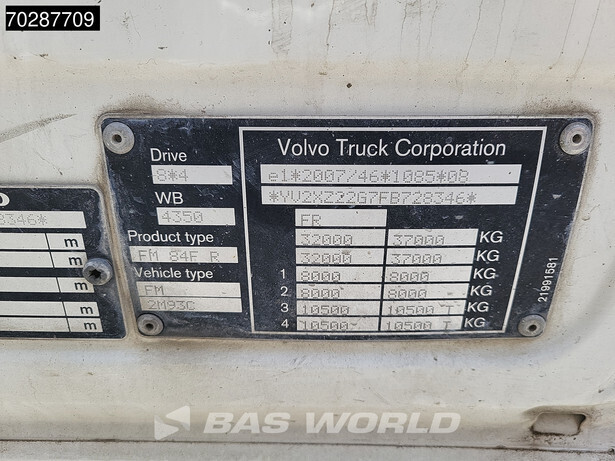 70287709
Drive
8*4
WB
4350
Product type
FM 84F R
Vehicle type
FM
2M93C
Volvo Truck Corporation
e1*2007/46*1085*08
*YV2XZ22G7FB728346*
FR
32000 37000 KG
32000 37000 KG
1 8000 8000 KG
2 8000 8000 KG
3 10500 10500 T KG
4 10500 10500 T KG
21991581
8346*
m
m
m
m
BAS WORLD